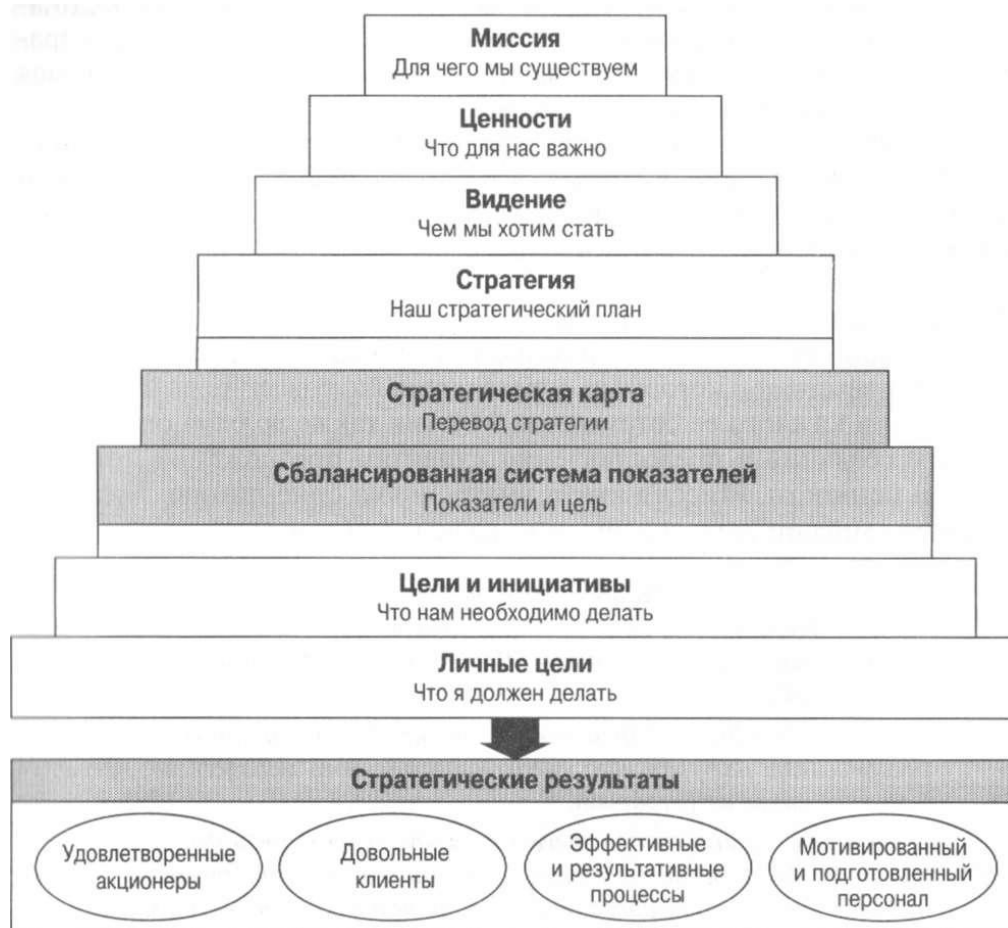 Миссия
Для чего мы существуем
Ценности
Что для нас важно
Видение
Чем мы хотим стать
Стратегия
Наш стратегический план
Стратегическая карта
Перевод стратегии
Сбалансированная система показателей
Показатели и цель
Цели и инициативы
Что нам необходимо делать
Личные цели
Что я должен делать
Стратегические результаты
Удовлетворенные
акционеры
Довольные
клиенты
Эффективные
и результативные
процессы
Мотивированный
и подготовленный
персонал